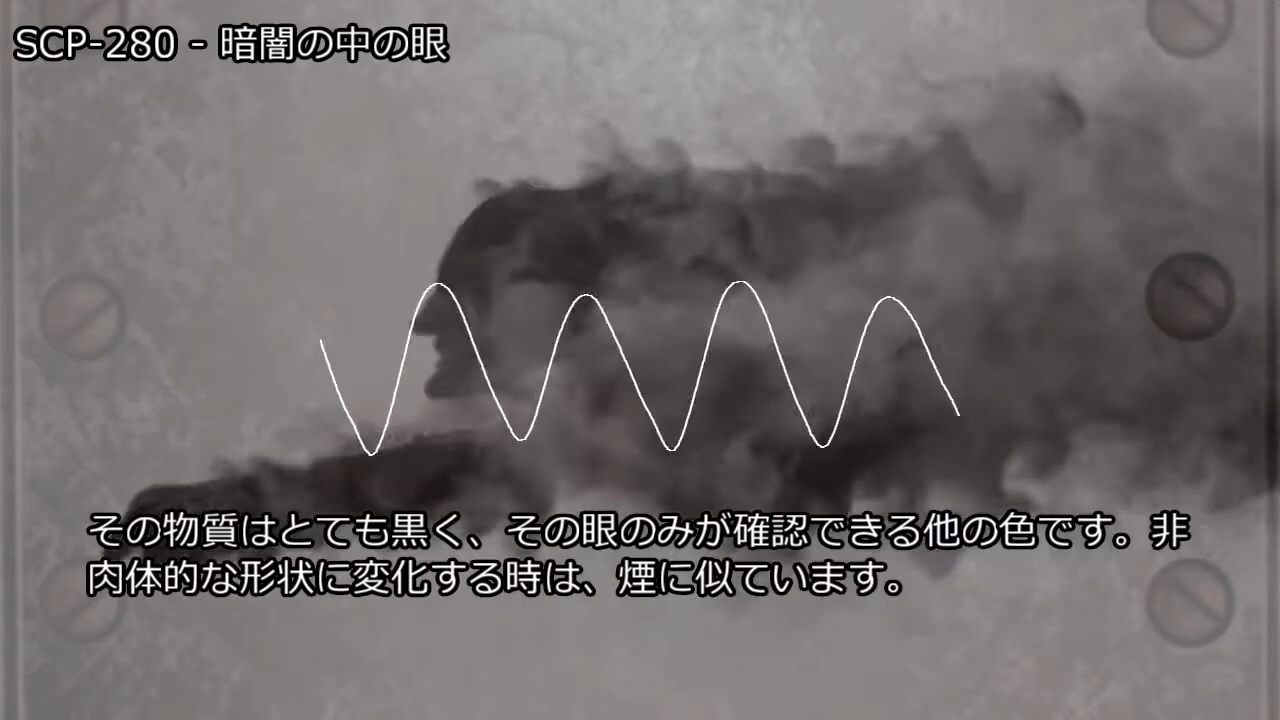 SCP-280 - 暗闇の中の眼
その物質はとても黒く、その眼のみが確認できる他の色です。非
肉体的な形状に変化する時は、煙に似ています。